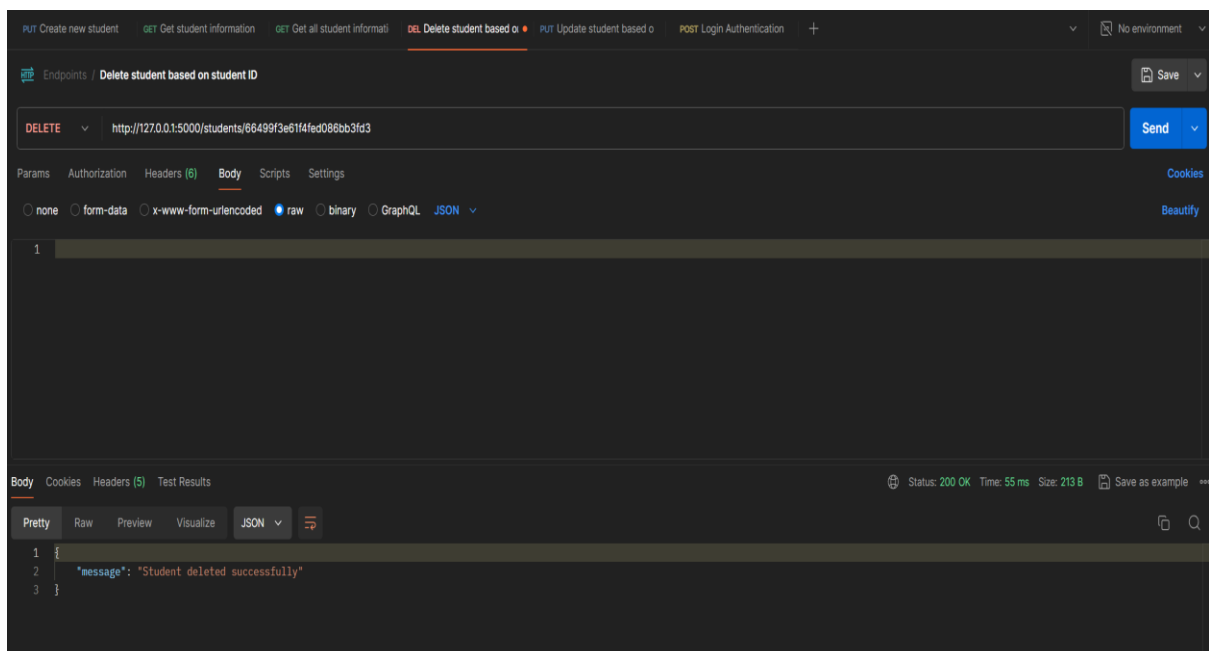 PUT Create new student GET Get student information GET Get all student informati DEL Delete student based o PUT Update student based o POST Login Authentication + No environment
HTTP Endpoints / Delete student based on student ID Save
DELETE http://127.0.0.1:5000/students/66499f3e61f4fed086bb3fd3 Send
Params Authorization Headers (6) Body Scripts Settings Cookies
none form-data x-www-form-urlencoded raw binary GraphQL JSON Beautify
1
Body Cookies Headers (5) Test Results Status: 200 OK Time: 55 ms Size: 213 B Save as example
Pretty Raw Preview Visualize JSON
1 {
2 "message": "Student deleted successfully"
3 }